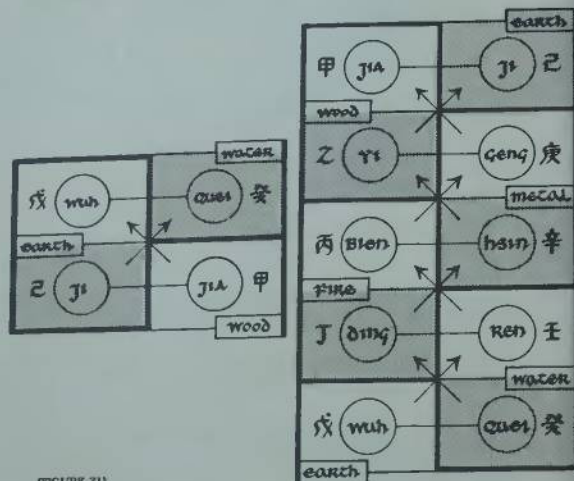 earth
甲 JIA JI 己
wood
乙 YI Geng 庚
metal
丙 Bien hsin 辛
fire
丁 ding Ren 壬
water
戊 wuh quei 癸
earth
water
戊 wuh quei 癸
earth
己 JI JIA 甲
wood